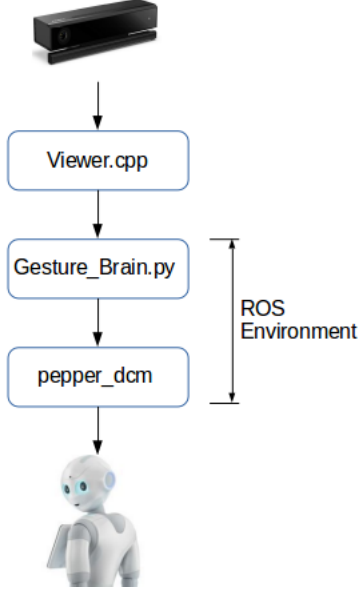 Viewer.cpp
Gesture_Brain.py
ROS
Environment
pepper_dcm